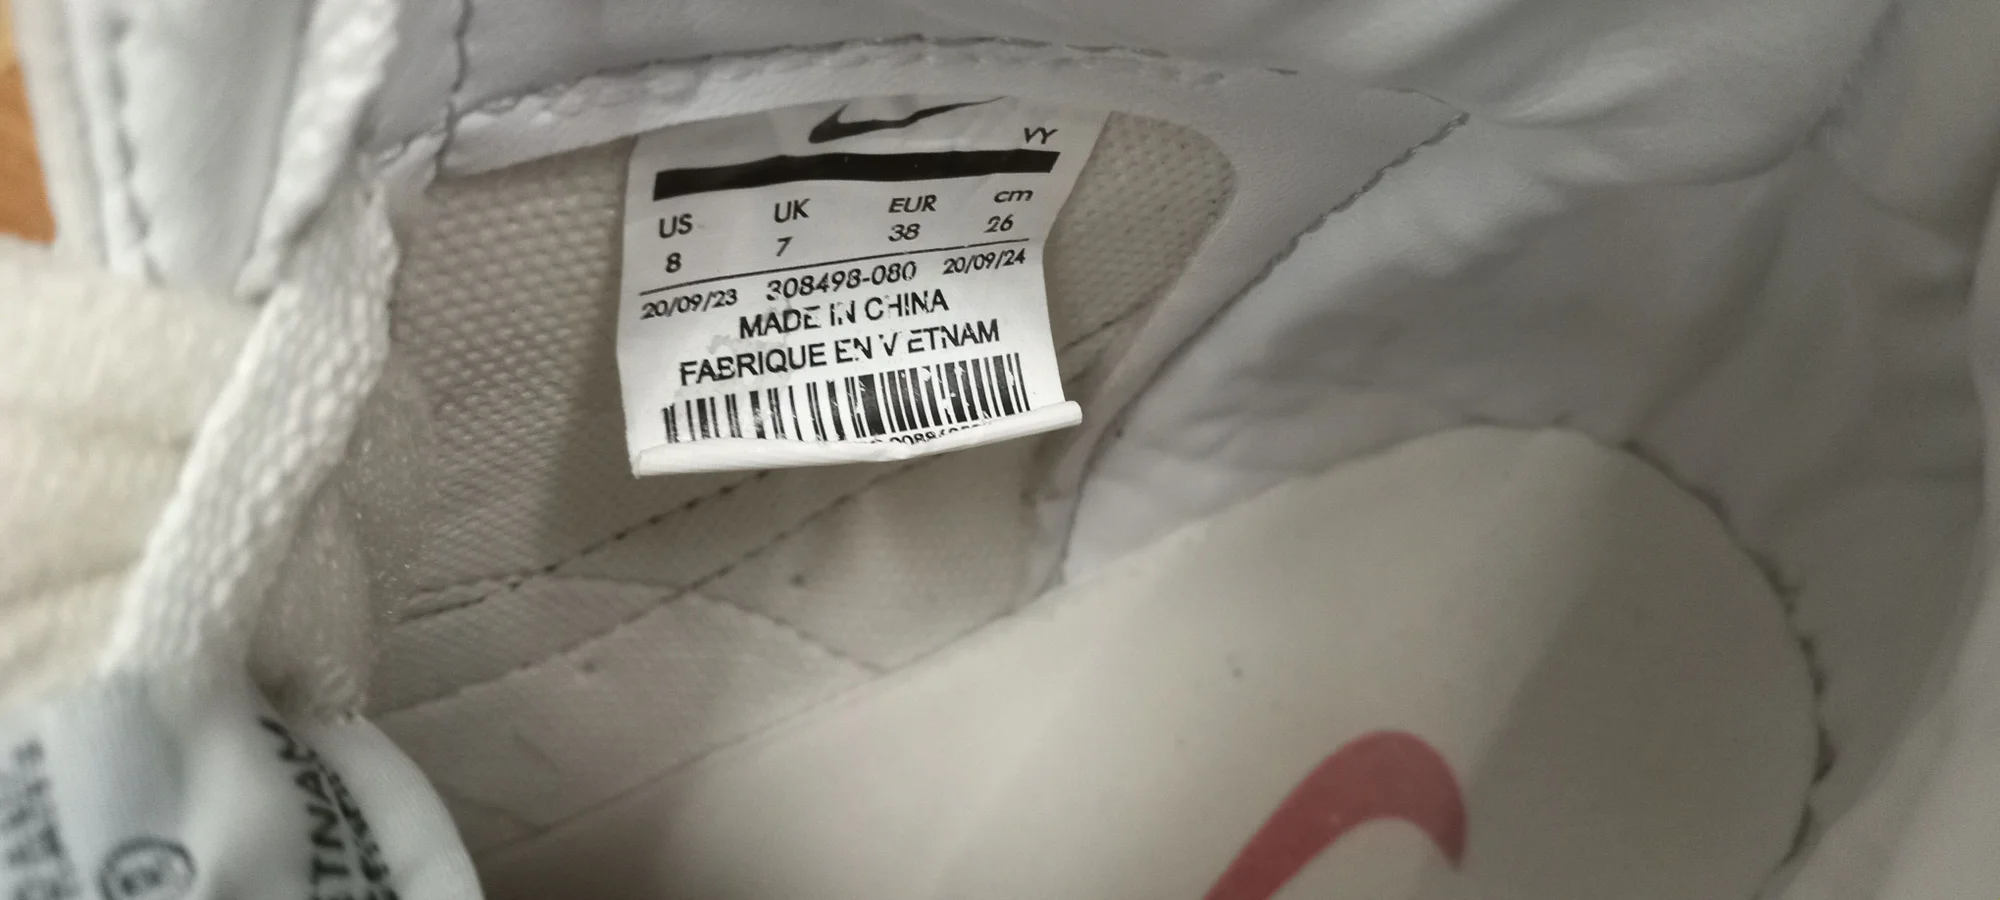 VY
US UK EUR cm
8 7 38 26
20/09/23 308498-080 20/09/24
MADE IN CHINA
FABRIQUE EN V ETNAM